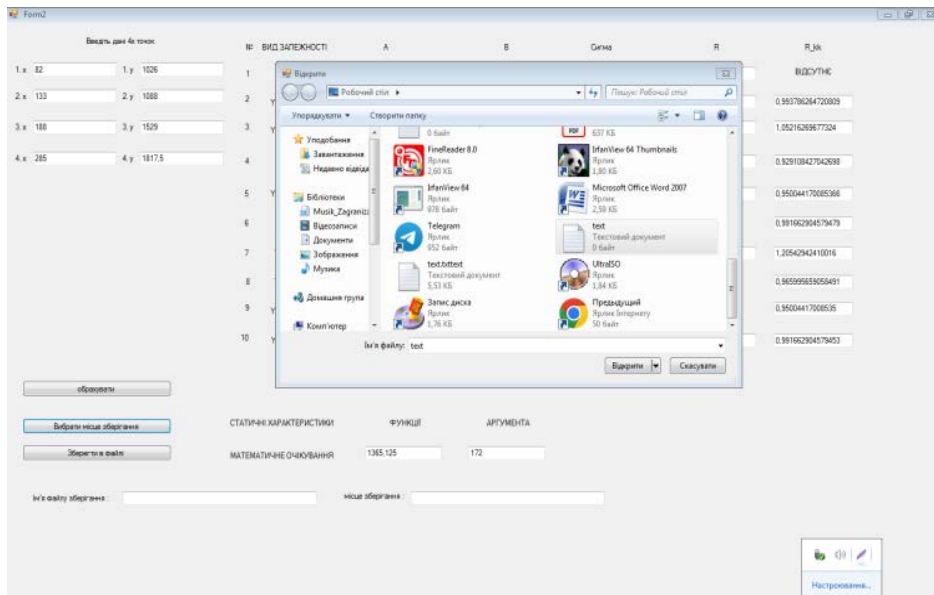 Form2
Введіть дані 4х точок:
№ ВИД ЗАЛЕЖНОСТІ A B Сигма R R_kk
1. x 82 1. y 1026
1 ВІДСУТНЄ
2. x 133 2. y 1088
2 0,993786264720809
3. x 188 3. y 1529
3 1,05216269677324
4. x 285 4. y 1817,5
4 0,929108427042698
5 0,950044170085366
6 0,991662904579479
7 1,20542942410016
8 0,965995659058491
9 0,95004417008535
10 0,991662904579453
Відкрити
Робочий стіл
Пошук: Робочий стіл
Упорядкувати
Створити папку
Уподобання
Завантаження
Недавно відвіда
Бібліотеки
Musik_Zagraniz
Відеозаписи
Документи
Зображення
Музика
Домашня група
Комп'ютер
0 байт
637 КБ
FineReader 8.0
Ярлик
2,60 КБ
IrfanView 64 Thumbnails
Ярлик
1,80 КБ
IrfanView 64
Ярлик
978 байт
Microsoft Office Word 2007
Ярлик
2,59 КБ
Telegram
Ярлик
952 байт
text
Текстовий документ
0 байт
text.txttext
Текстовий документ
5,53 КБ
UltraISO
Ярлик
1,84 КБ
Запис диска
Ярлик
1,76 КБ
Предыдущий
Ярлик Інтернету
50 байт
Ім'я файлу: text
Відкрити
Скасувати
обрахувати
Вибрати місце зберігання
Зберегти в файлі
СТАТИЧНІ ХАРАКТЕРИСТИКИ ФУНКЦІЇ АРГУМЕНТА
МАТЕМАТИЧНЕ ОЧІКУВАННЯ 1365,125 172
Ім'я файлу зберігання :
місце зберігання :
Настроювання...